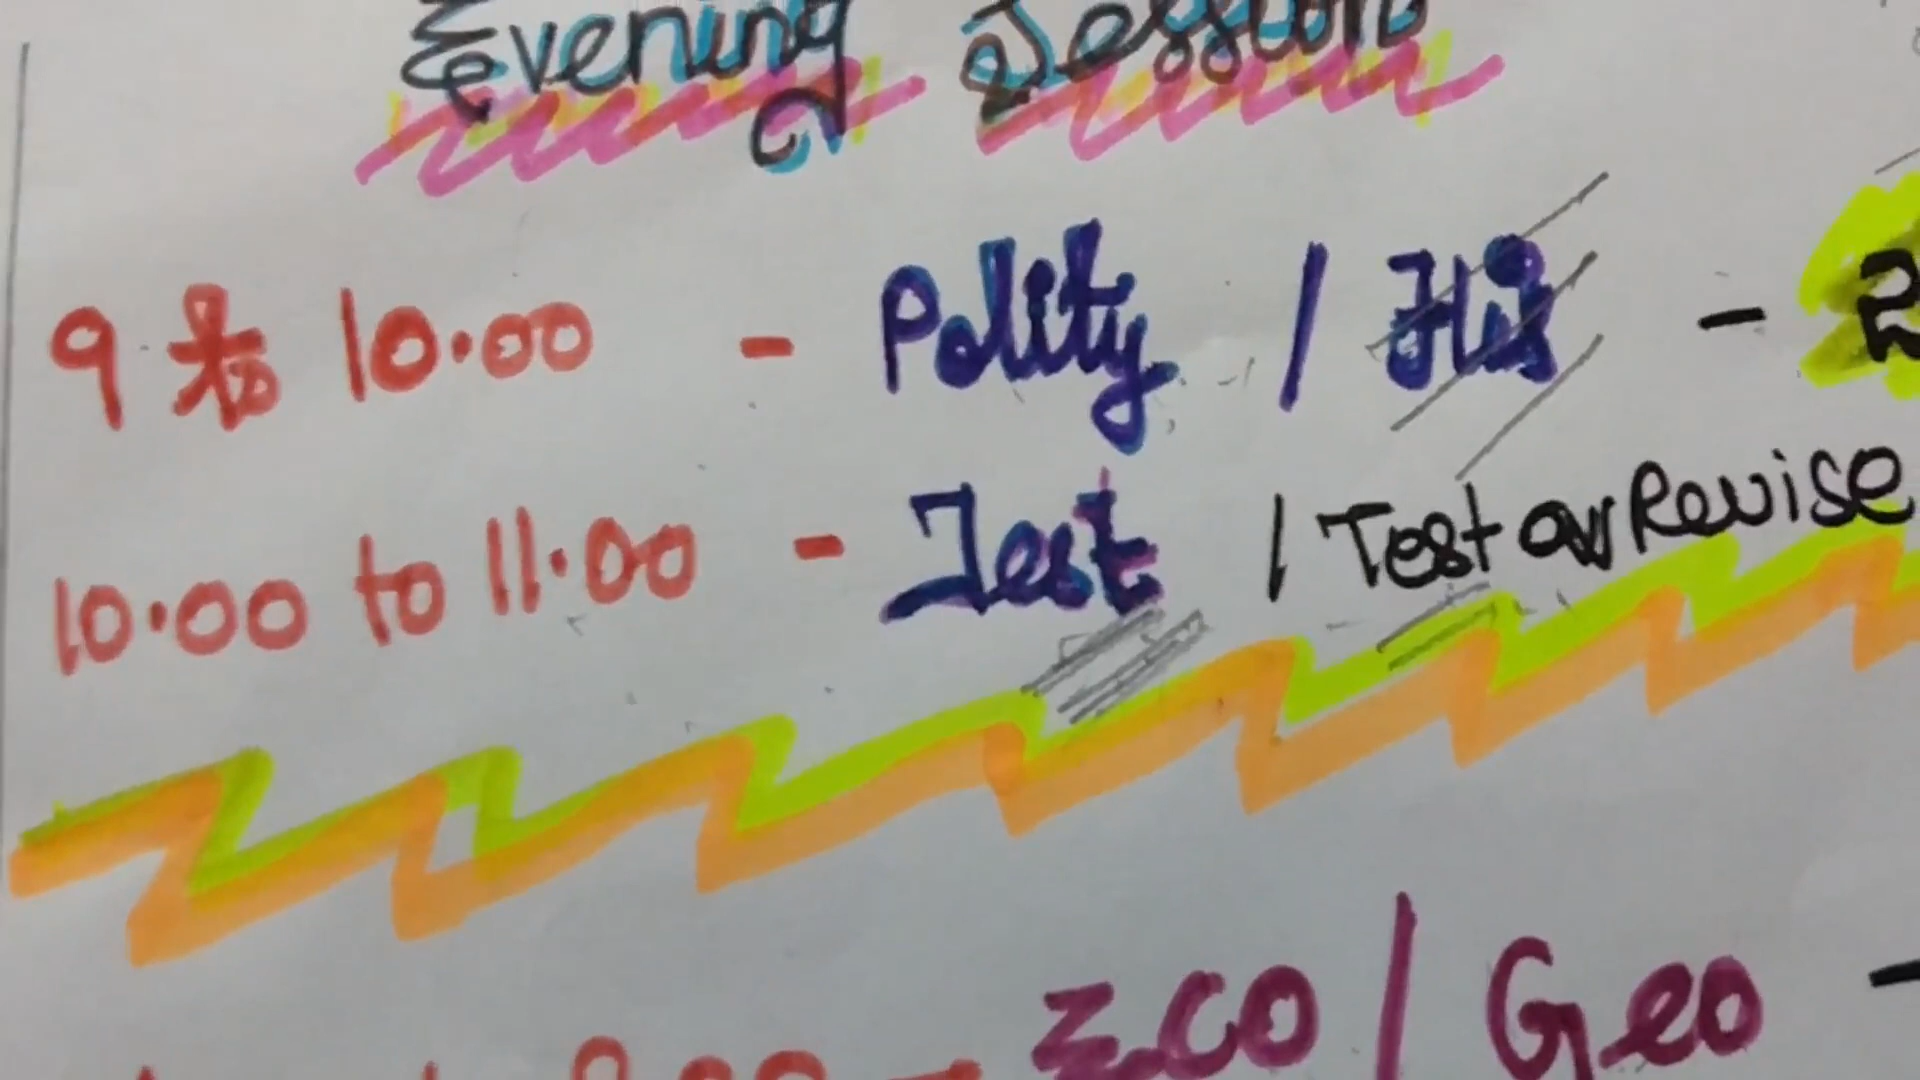 Evening Session
9 to 10.00 - Polity / His -
10.00 to 11.00 - Test / Test or Revise
ECO / Geo -